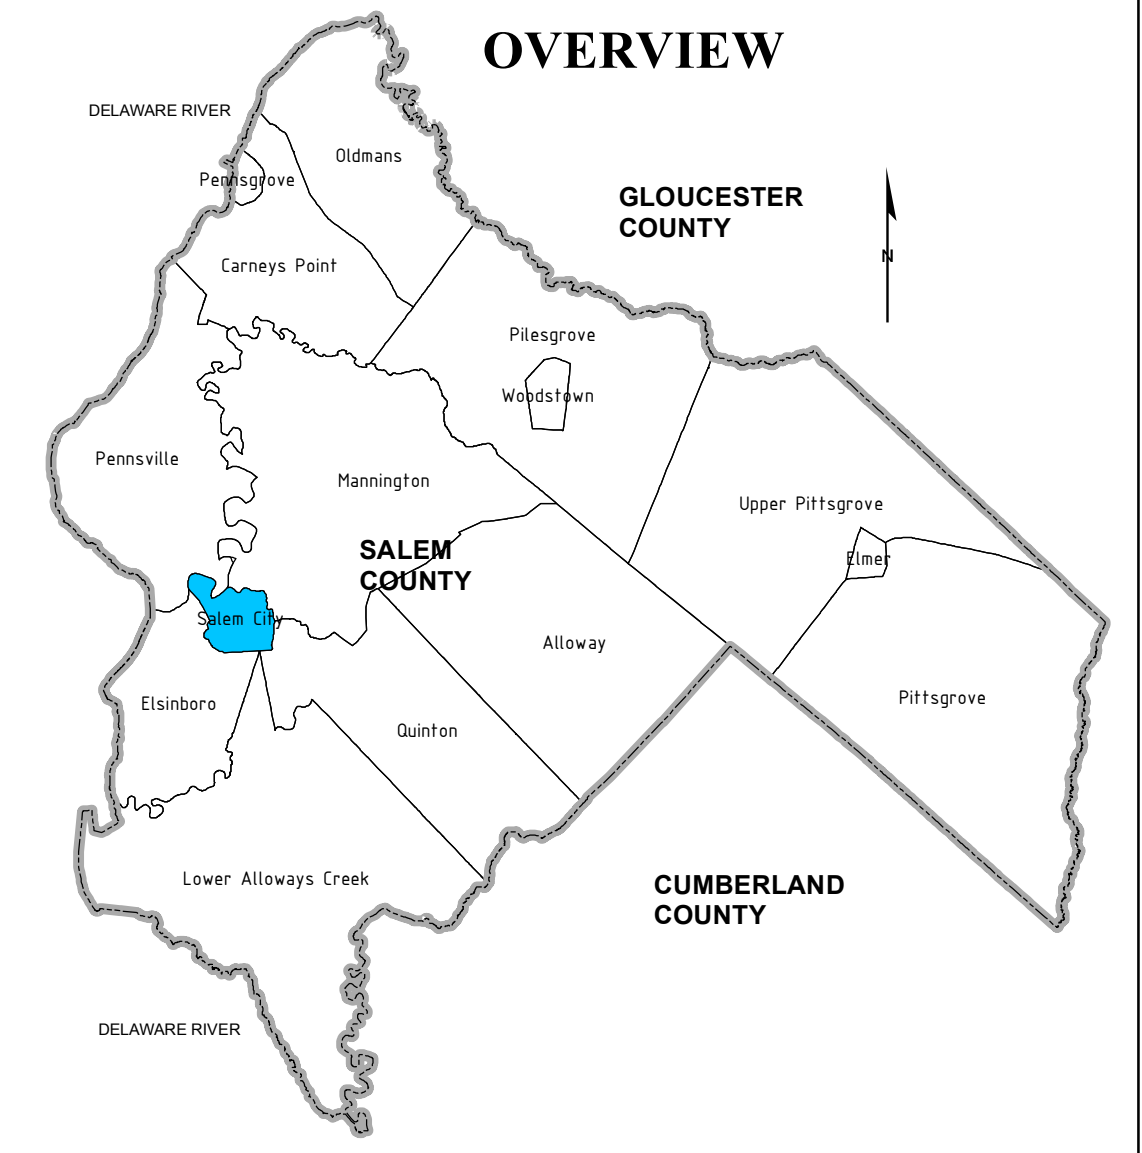 OVERVIEW
DELAWARE RIVER
Oldmans
Pennsgrove
GLOUCESTER
COUNTY
N
Carneys Point
Pilesgrove
Woodstown
Pennsville
Mannington
Upper Pittsgrove
SALEM
COUNTY
Elmer
Salem City
Alloway
Elsinboro
Pittsgrove
Quinton
Lower Alloways Creek
CUMBERLAND
COUNTY
DELAWARE RIVER